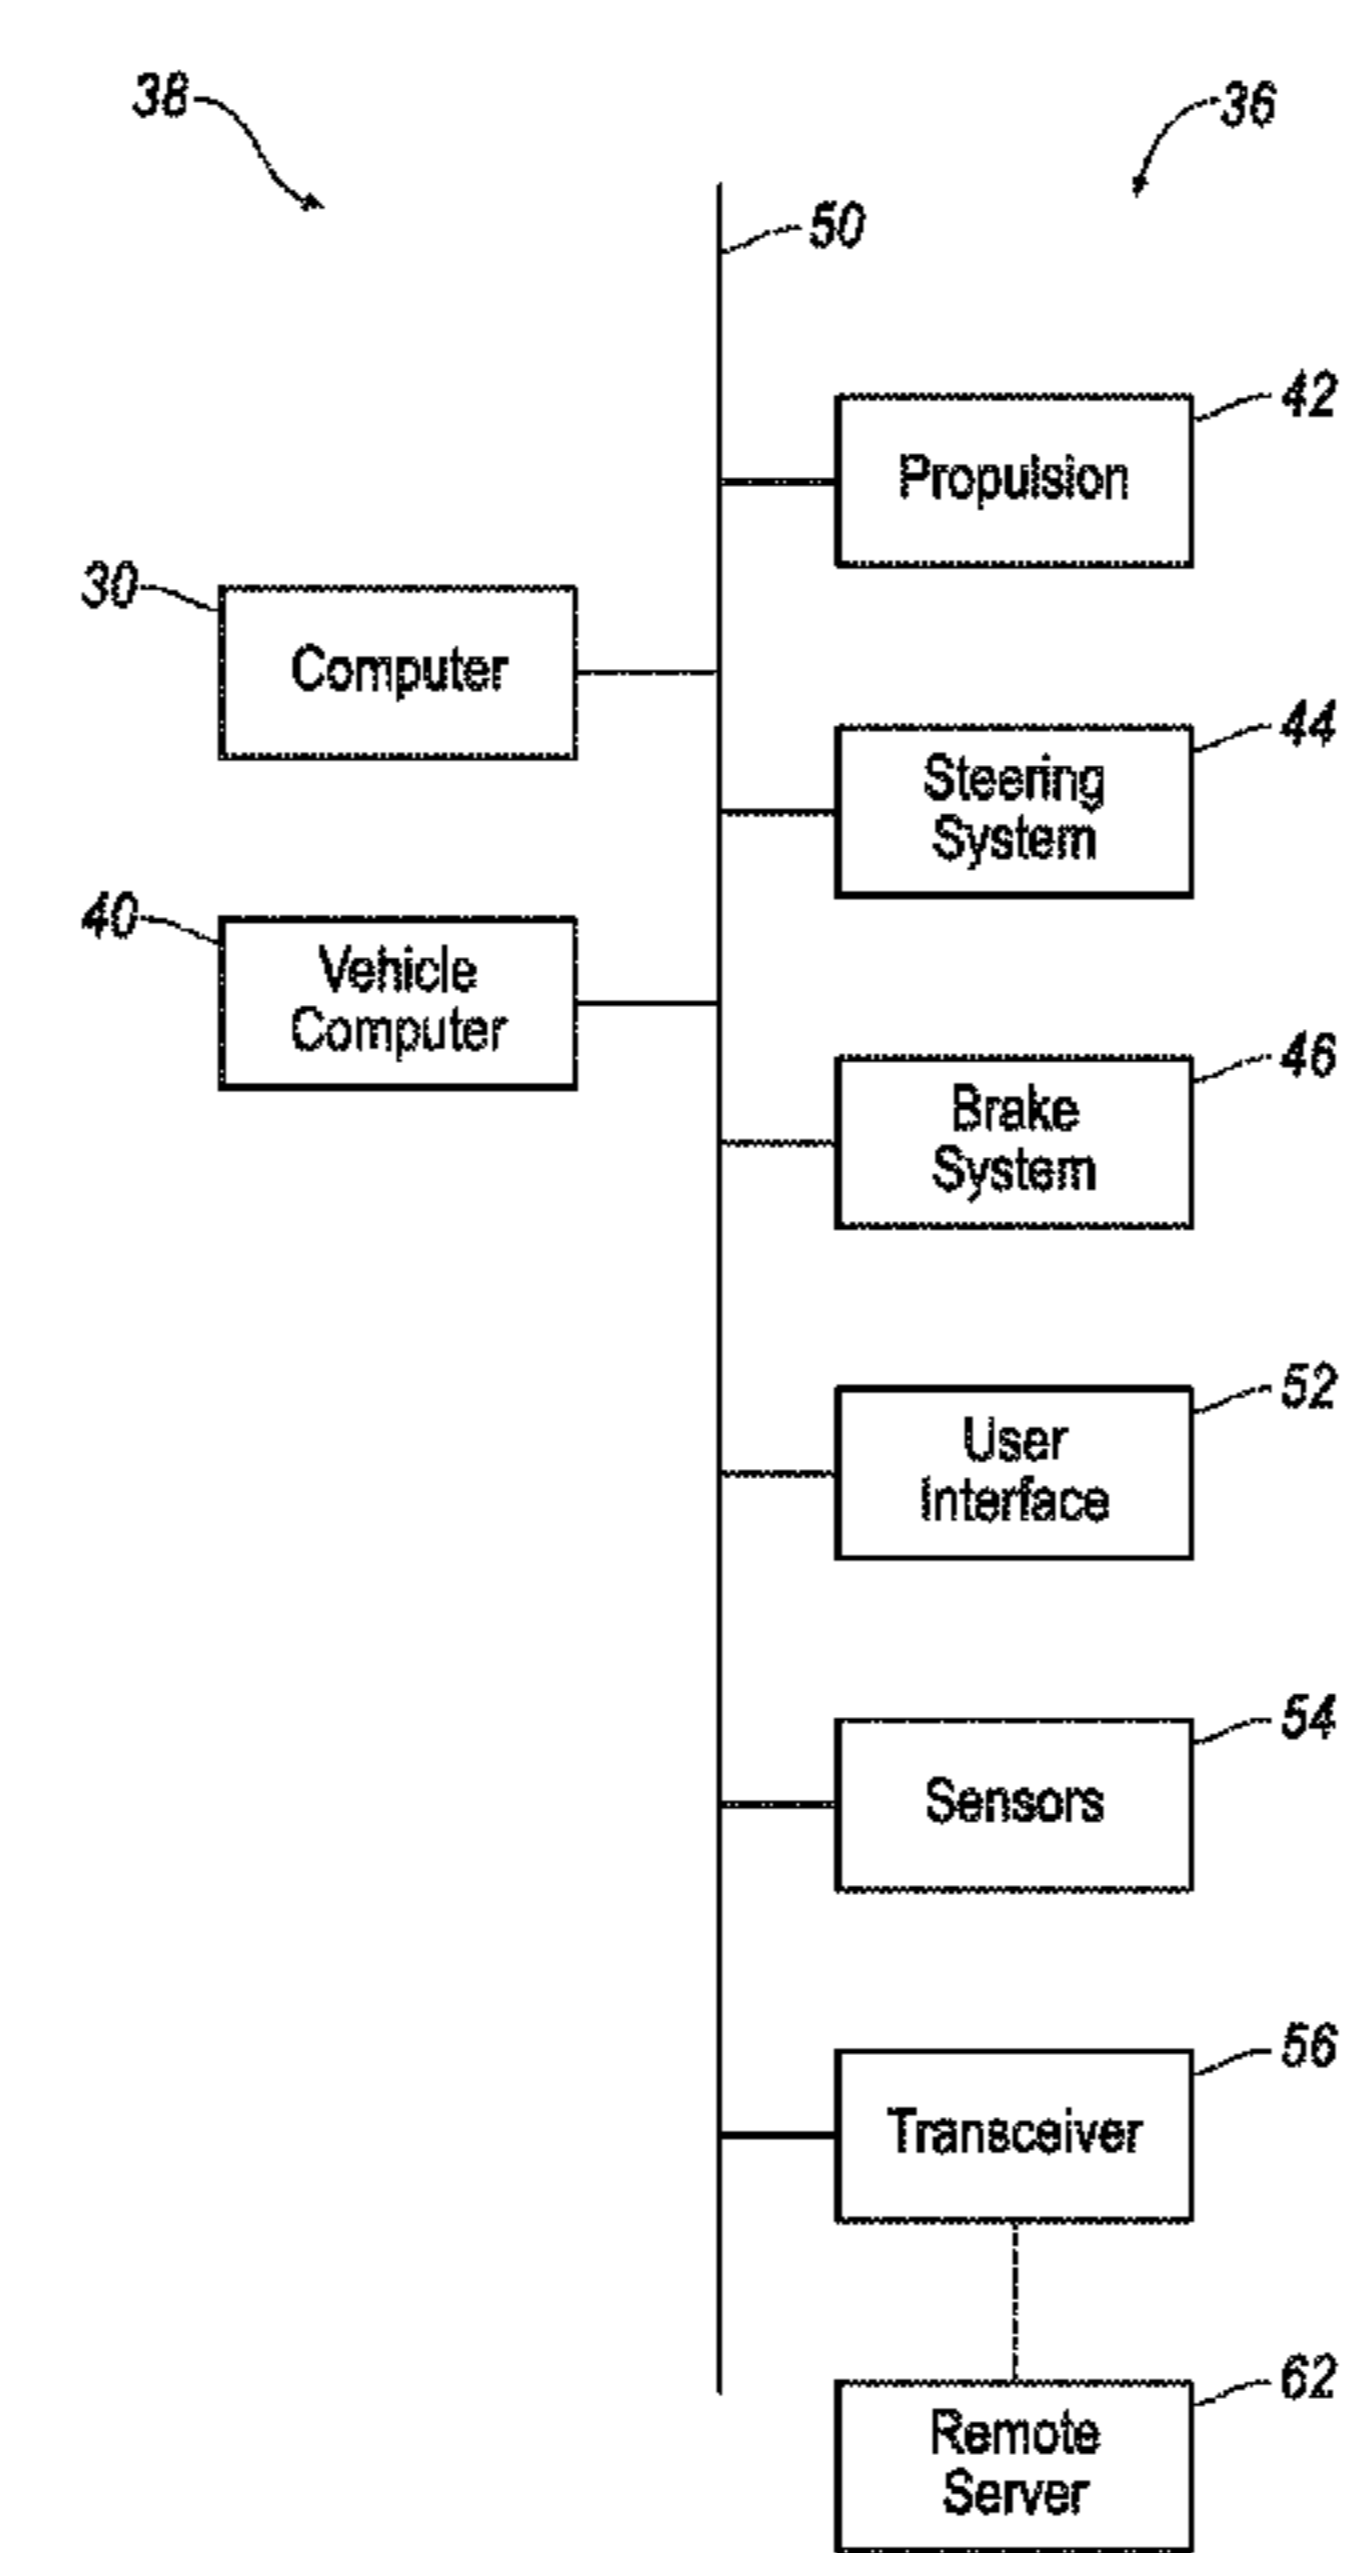 38
36
50
42
Propulsion
30
Computer
44
Steering
System
40
Vehicle
Computer
46
Brake
System
52
User
Interface
54
Sensors
56
Transceiver
62
Remote
Server